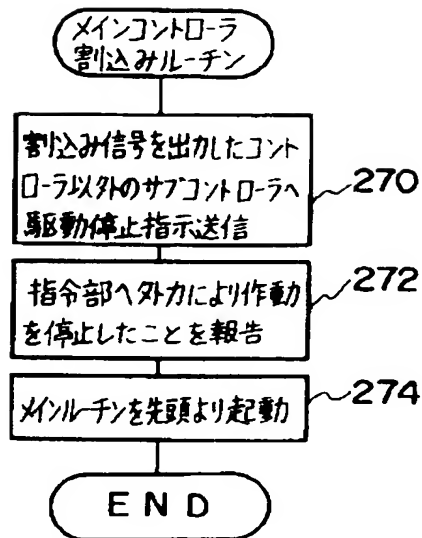 メインコントローラ
割込みルーチン
割込み信号を出力したコント
ローラ以外のサブコントローラへ
駆動停止指示送信
270
指令部へ外力により作動
を停止したことを報告
272
メインルーチンを先頭より起動
274
END